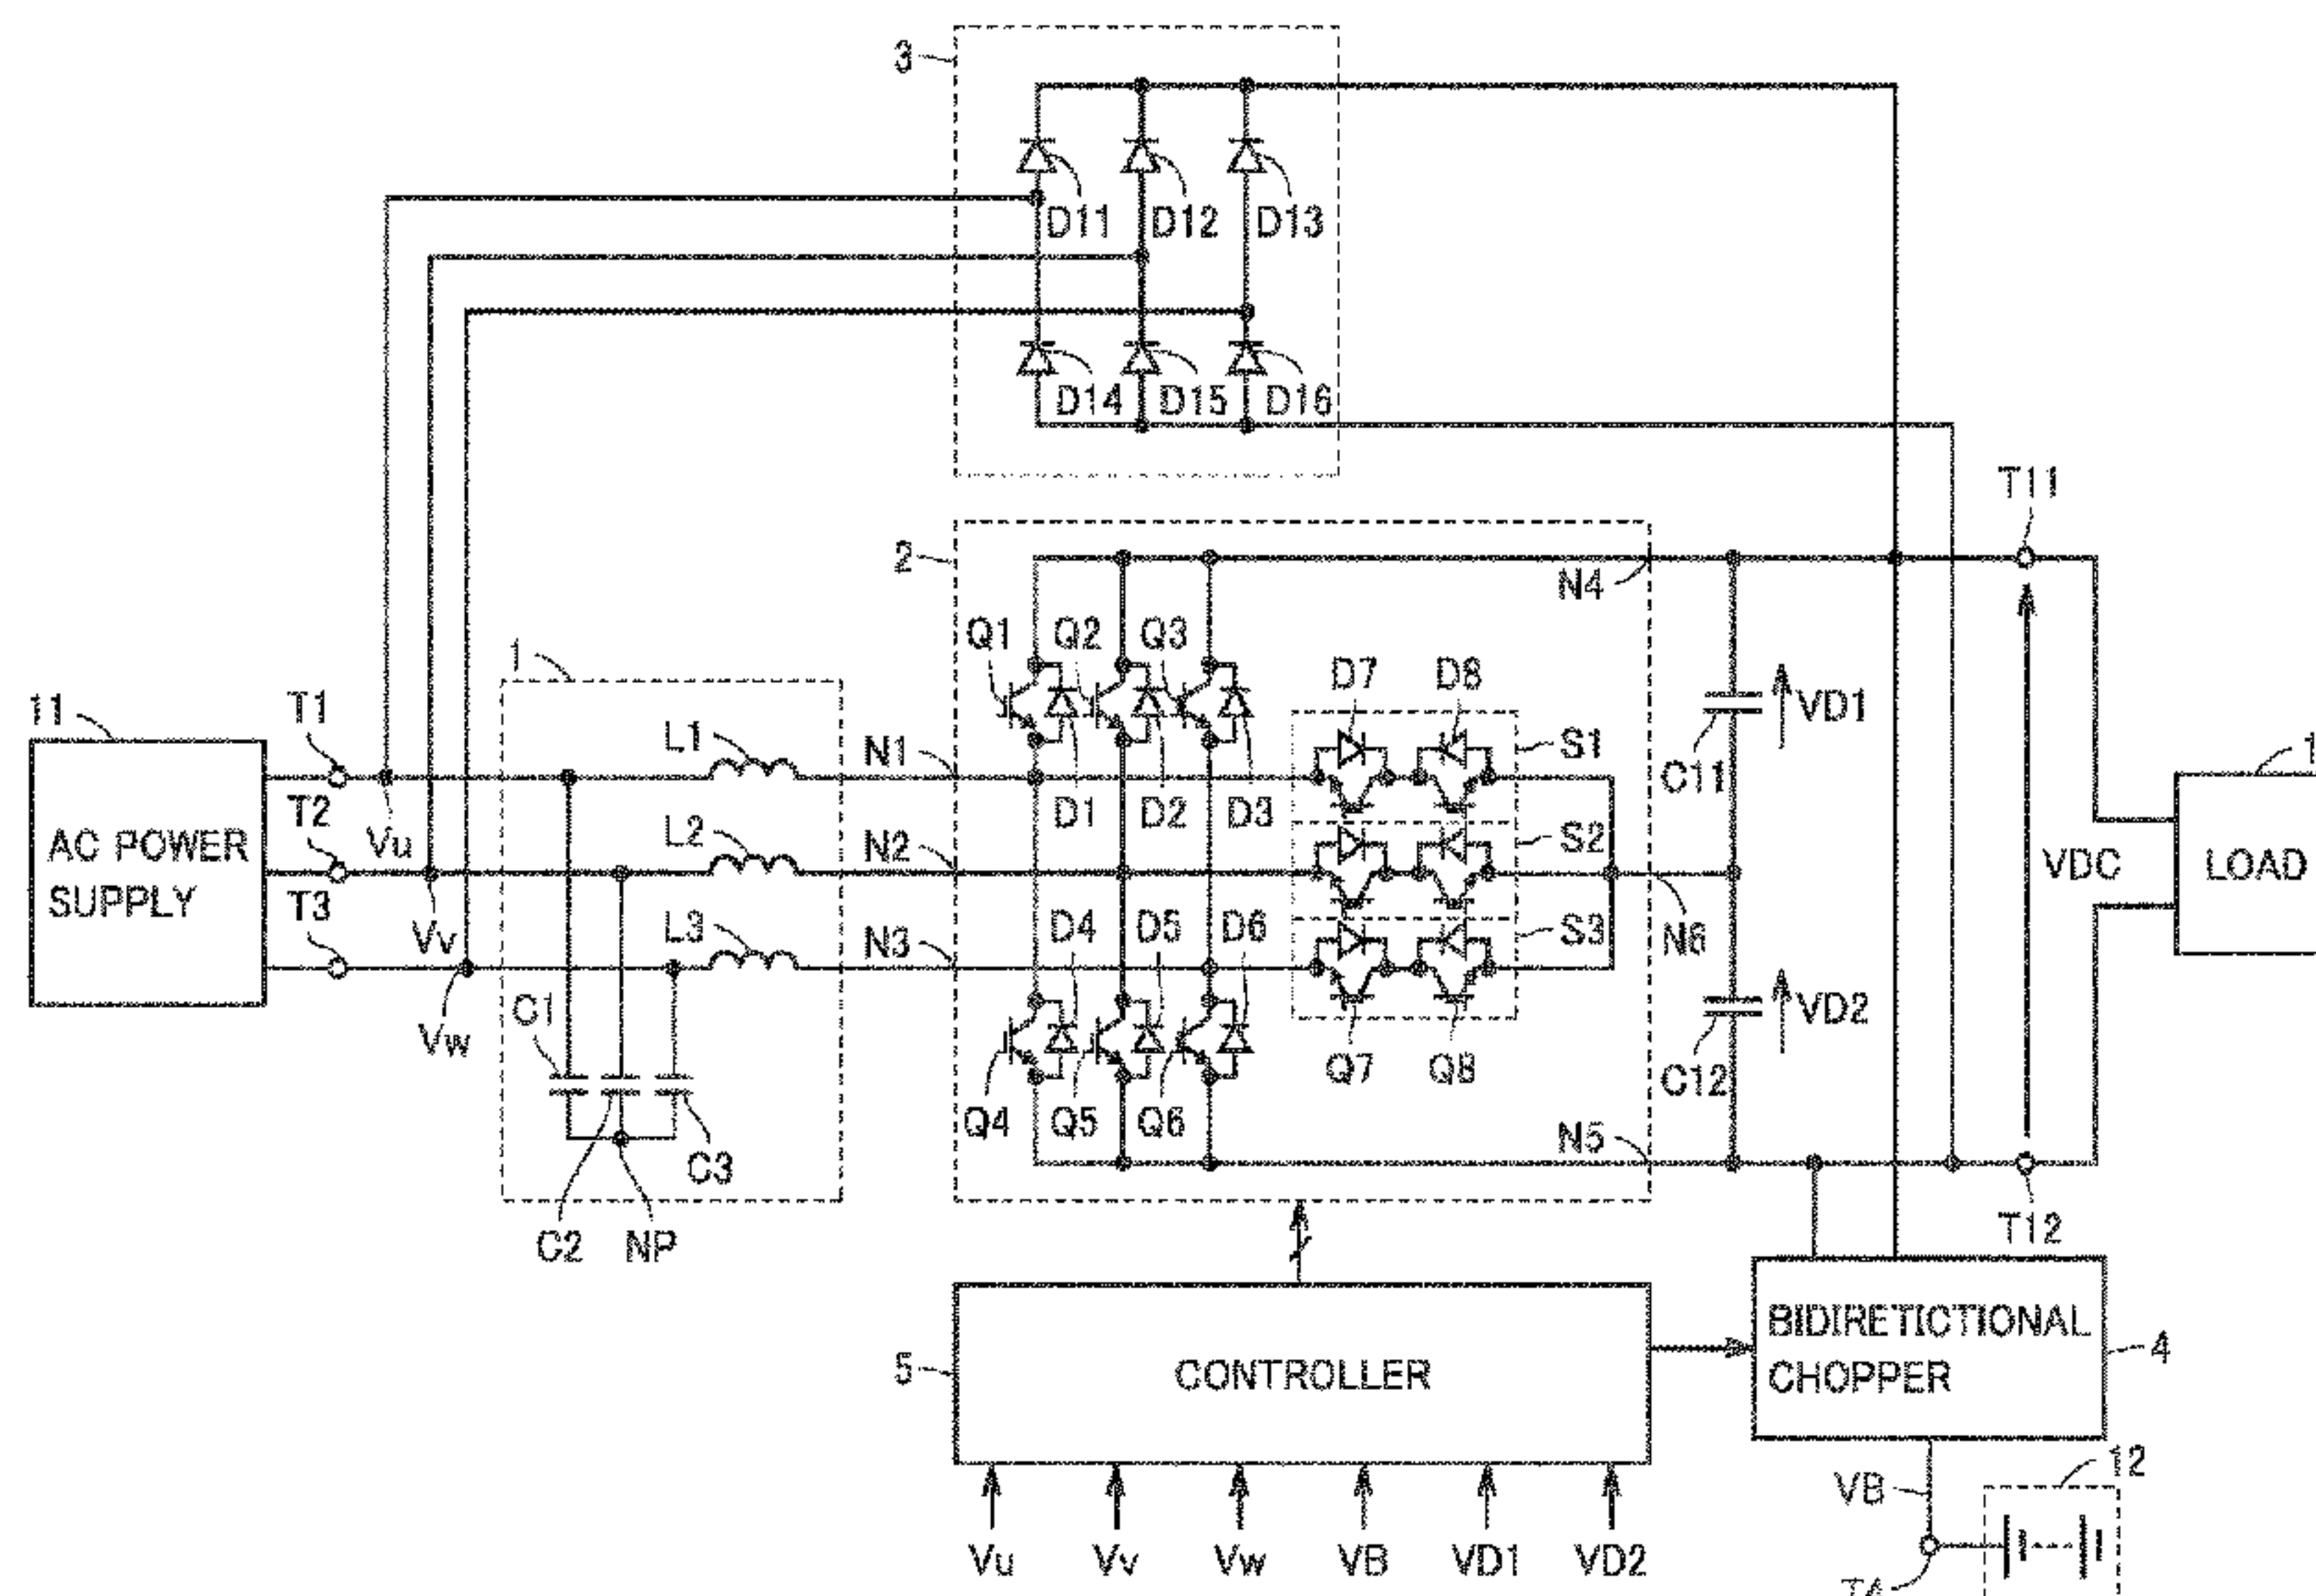 3
D11
D12
D13
D14
D15
D16
T11
2
N4
Q1
Q2
Q3
D7
D8
S1
VD1
1
11
T1
L1
N1
C11
D1
D2
D3
T2
AC POWER
SUPPLY
Vu
L2
N2
S2
VDC
LOAD
T3
Vv
L3
N3
D4
D5
D6
S3
N6
Vw
C1
VD2
Q4
Q5
Q6
Q7
Q8
C12
N5
C3
C2
NP
T12
5
CONTROLLER
BIDIRETICTIONAL
CHOPPER
4
VB
12
Vu
Vv
Vw
VB
VD1
VD2